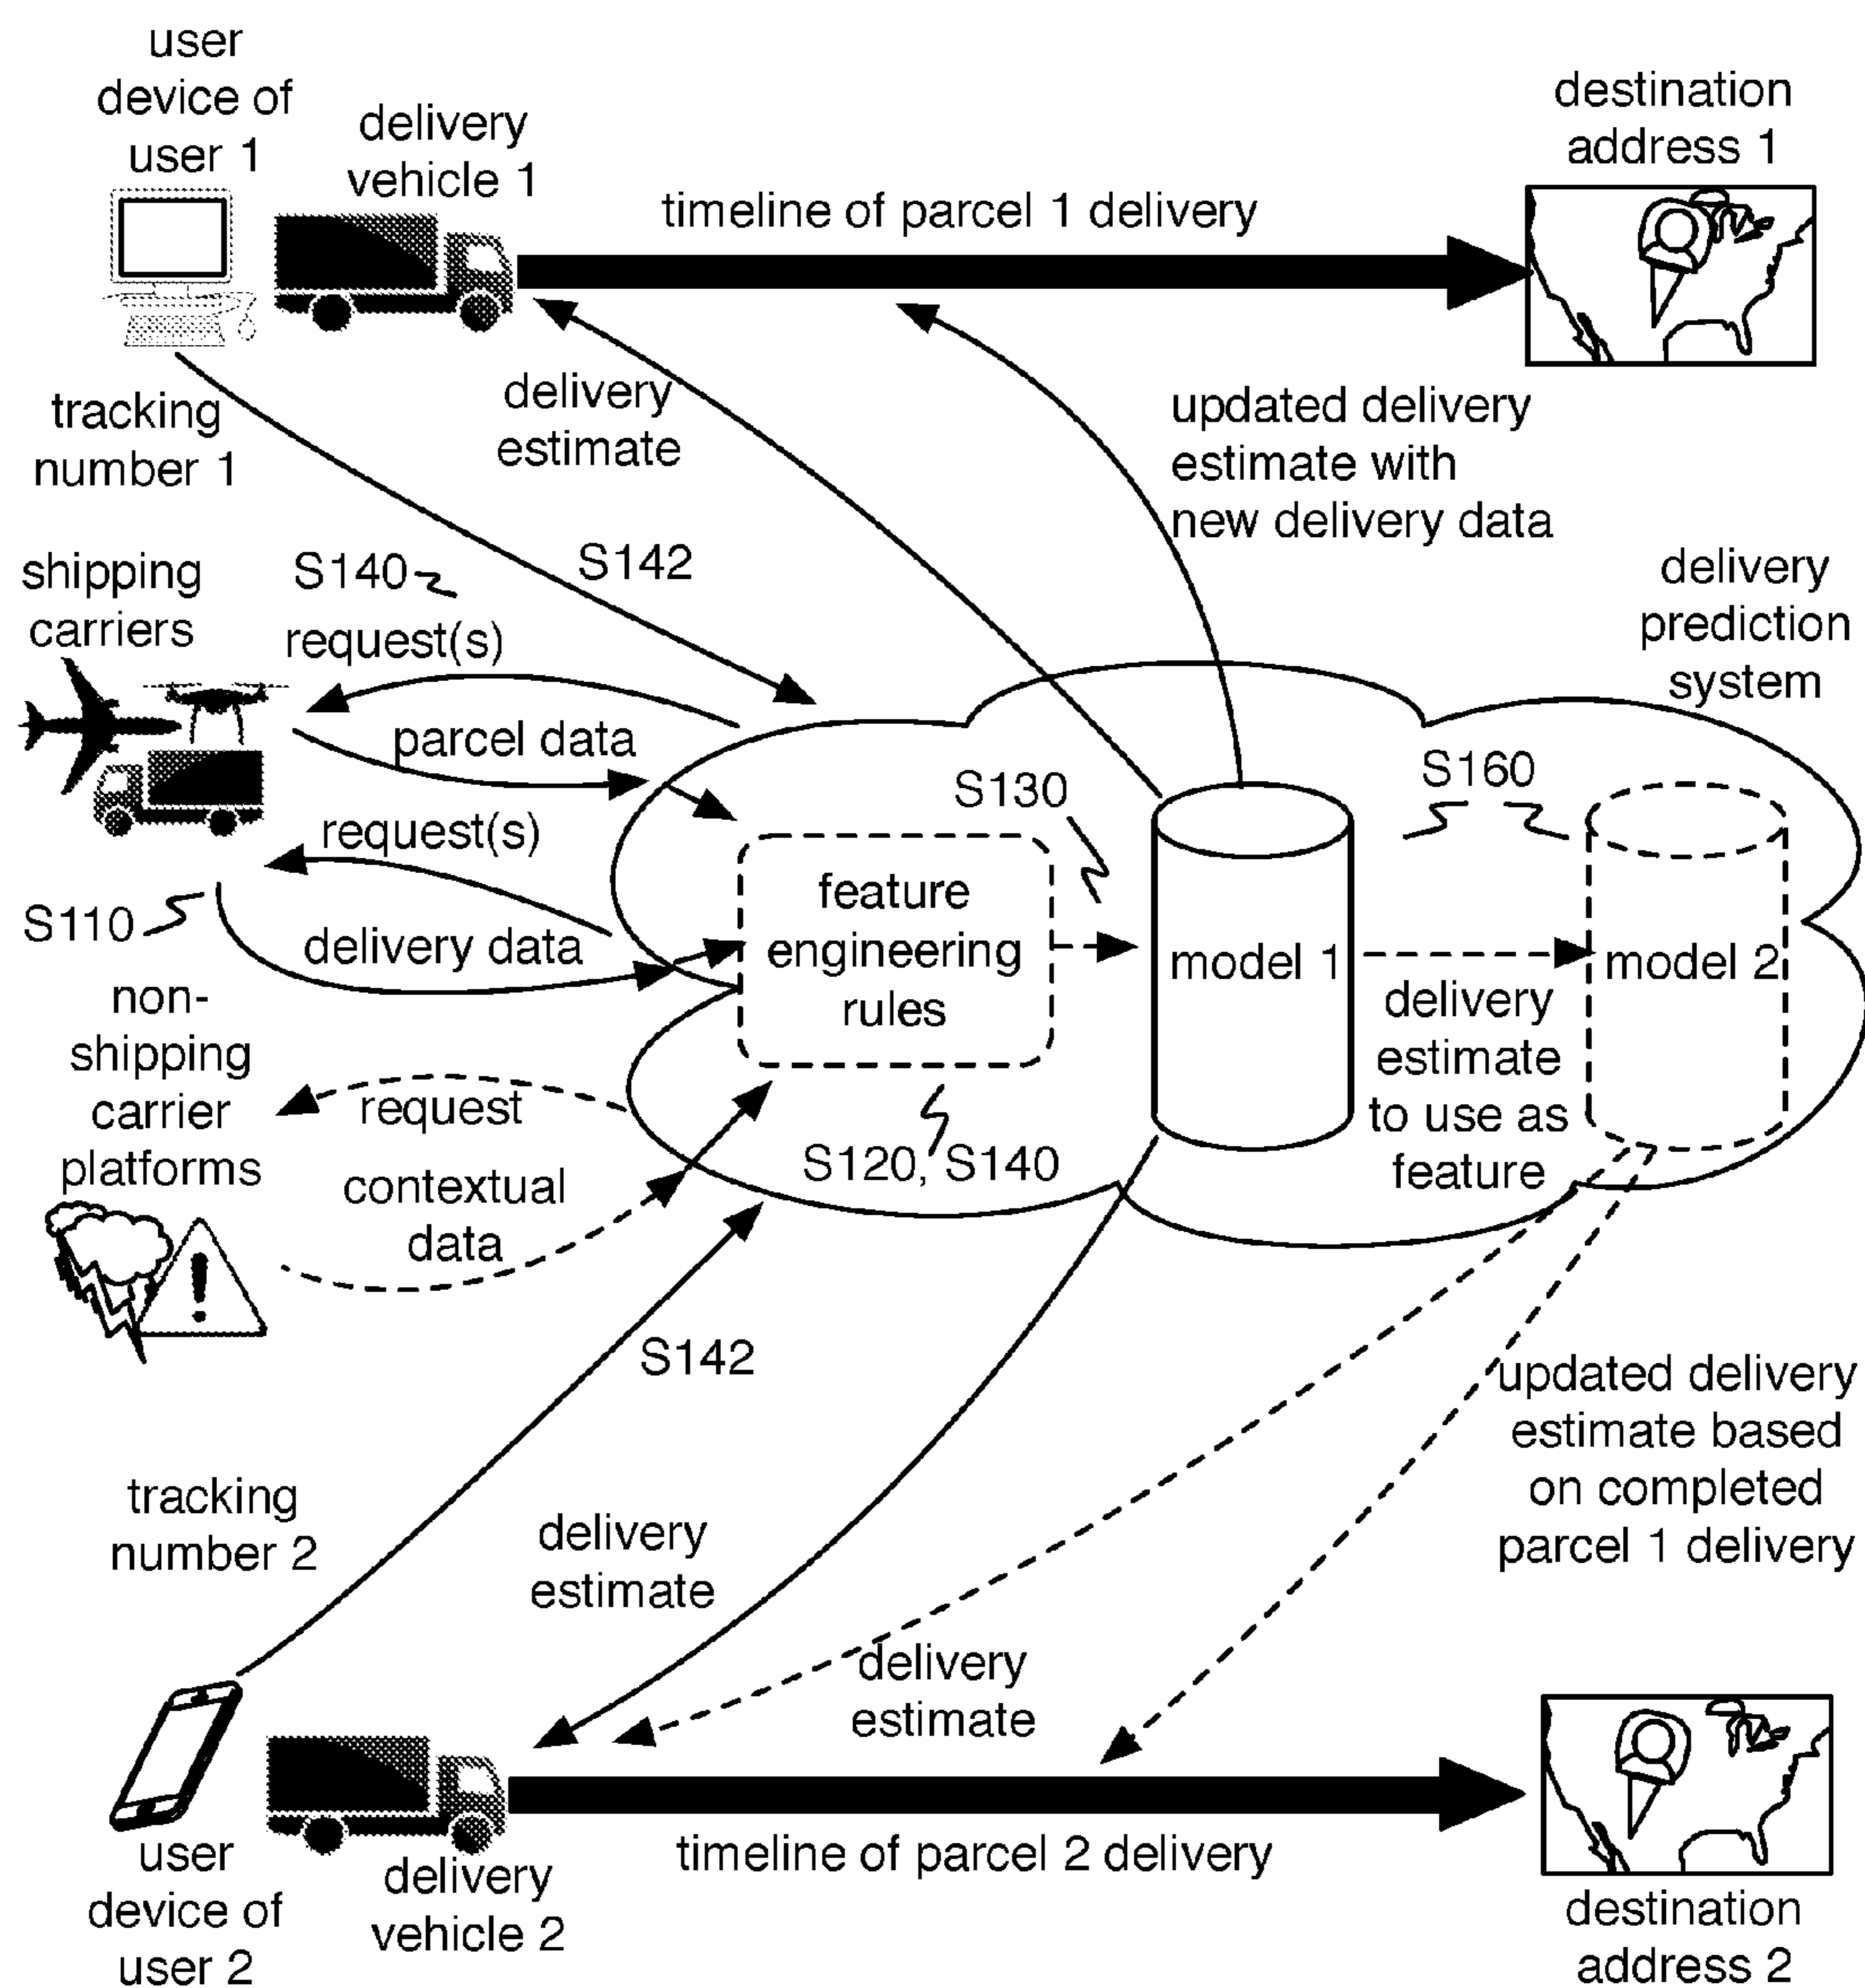 user
device of
user 1
delivery
vehicle 1
timeline of parcel 1 delivery
destination
address 1
tracking
number 1
delivery
estimate
updated delivery
estimate with
new delivery data
S142
shipping
carriers
S140
request(s)
parcel data
request(s)
S110
delivery data
delivery
prediction
system
S130
S160
feature
engineering
rules
model 1
model 2
delivery
estimate
to use as
feature
S120, S140
non-
shipping
carrier
platforms
request
contextual
data
S142
tracking
number 2
delivery
estimate
delivery
estimate
updated delivery
estimate based
on completed
parcel 1 delivery
user
device of
user 2
delivery
vehicle 2
timeline of parcel 2 delivery
destination
address 2